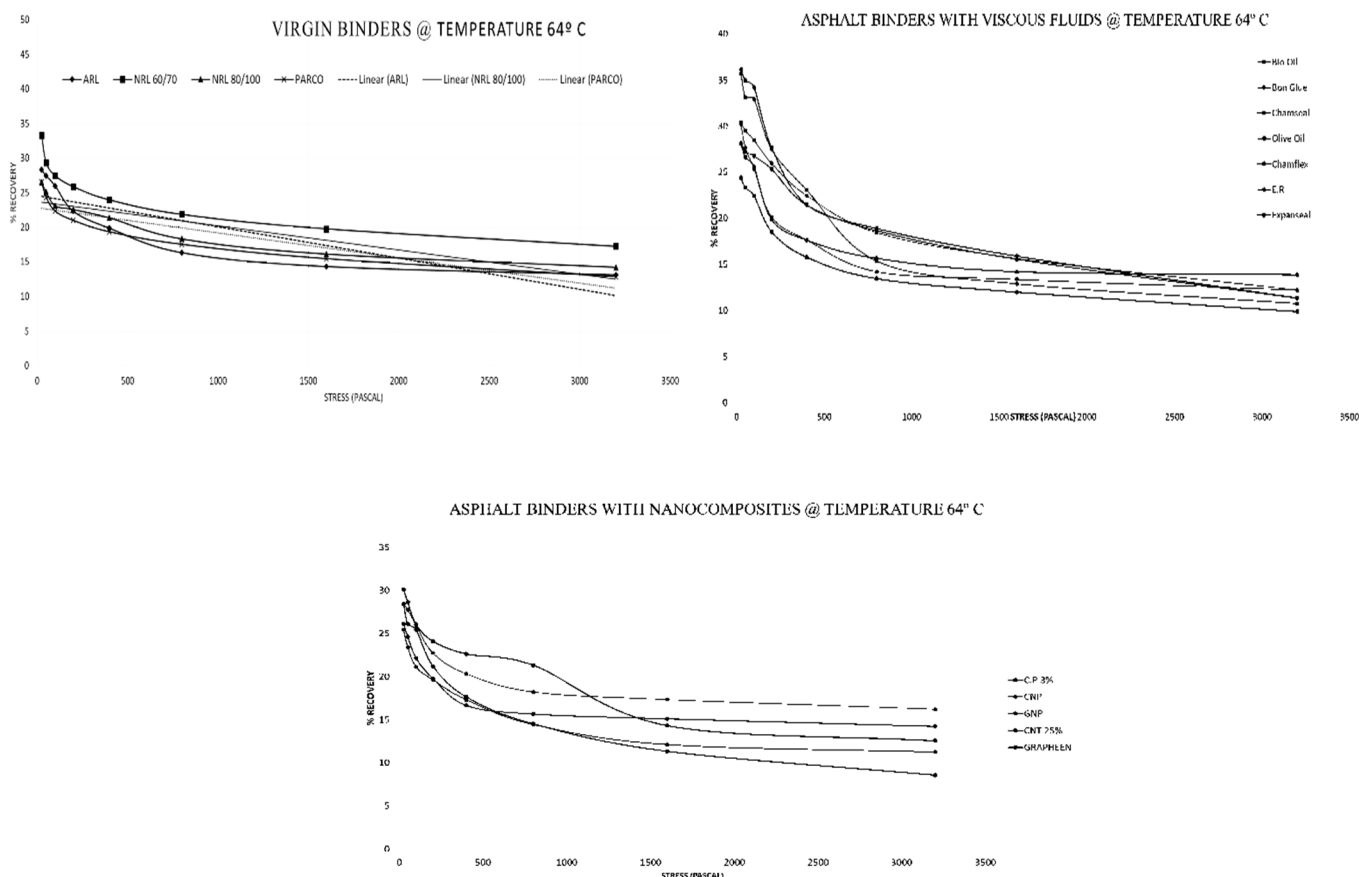 VIRGIN BINDERS @ TEMPERATURE 64º C
ARL NRL 60/70 NRL 80/100 PARCO Linear (ARL) Linear (NRL 80/100) Linear (PARCO)
% RECOVERY
50
45
40
35
30
25
20
15
10
5
0
0 500 1000 1500 2000 2500 3000 3500
STRESS (PASCAL)
ASPHALT BINDERS WITH VISCOUS FLUIDS @ TEMPERATURE 64º C
% RECOVERY
40
35
30
25
20
15
10
5
0
0 500 1000 1500 STRESS (PASCAL) 2000 2500 3000 3500
Bio Oil
Bon Glue
Chamseal
Olive Oil
Chamflex
E.R
Expanseal
ASPHALT BINDERS WITH NANOCOMPOSITES @ TEMPERATURE 64º C
% RECOVERY
35
30
25
20
15
10
5
0
0 500 1000 1500 2000 2500 3000 3500
STRESS (PASCAL)
C.P 3%
CNP
GNP
CNT 25%
GRAPHEEN